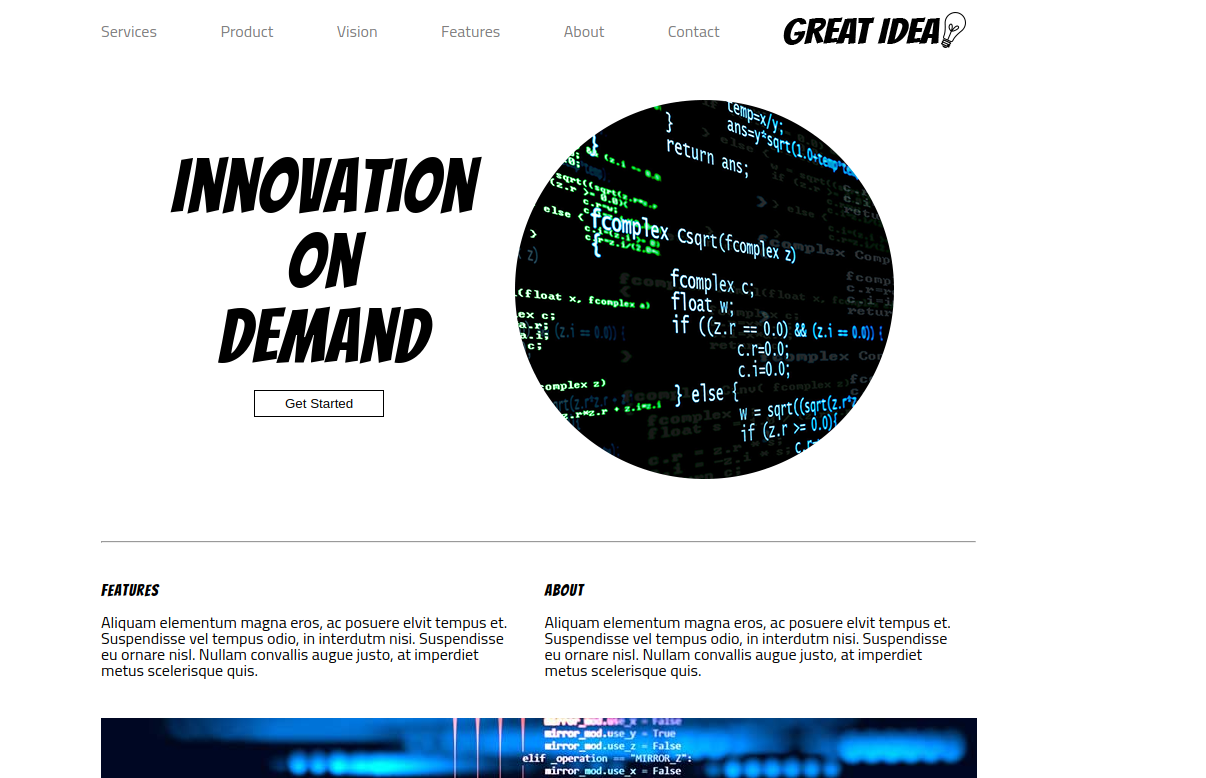 Services Product Vision Features About Contact GREAT IDEA
INNOVATION
ON
DEMAND
Get Started
temp=x/y;
}
ans=y*sqrt(1.0+temp*te
return ans;
else {
fcomplex Csqrt(fcomplex z)
{
fcomplex c;
(float x, fcomplex a)
float w;
if ((z.r == 0.0) && (z.i == 0.0)) {
c.r=0.0;
c.i=0.0;
omplex z)
} else {
w = sqrt((sqrt(z.r*z
if (z.r >= 0.0){
FEATURES
Aliquam elementum magna eros, ac posuere elvit tempus et.
Suspendisse vel tempus odio, in interdutm nisi. Suspendisse
eu ornare nisl. Nullam convallis augue justo, at imperdiet
metus scelerisque quis.
ABOUT
Aliquam elementum magna eros, ac posuere elvit tempus et.
Suspendisse vel tempus odio, in interdutm nisi. Suspendisse
eu ornare nisl. Nullam convallis augue justo, at imperdiet
metus scelerisque quis.
mirror_mod.use_x = False
mirror_mod.use_y = True
mirror_mod.use_z = False
elif _operation == "MIRROR_Z":
mirror_mod.use_x = False